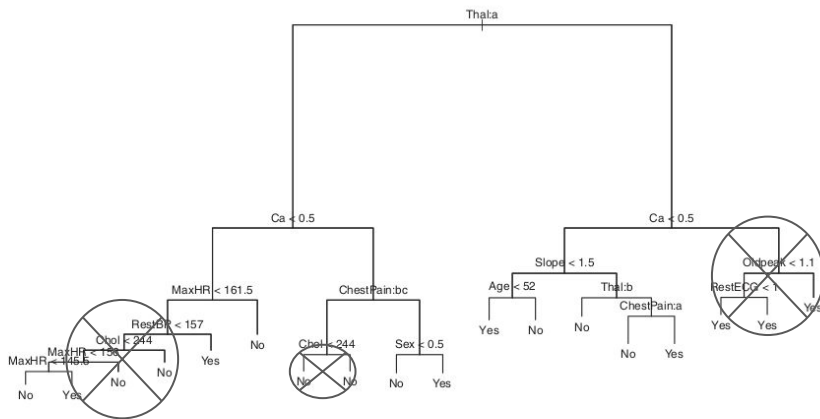 Thal:a
Ca < 0.5
Ca < 0.5
Slope < 1.5
Oldpeak < 1.1
MaxHR < 161.5
ChestPain:bc
Age < 52
Thal:b
RestECG < 1
ChestPain:a
RestBP < 157
Chol < 244
MaxHR < 156
MaxHR < 145.5
Chol < 244
Sex < 0.5
Yes
No
No
Yes
Yes
Yes
No
Yes
No
Yes
No
No
No
No
No
Yes
No
No
Yes